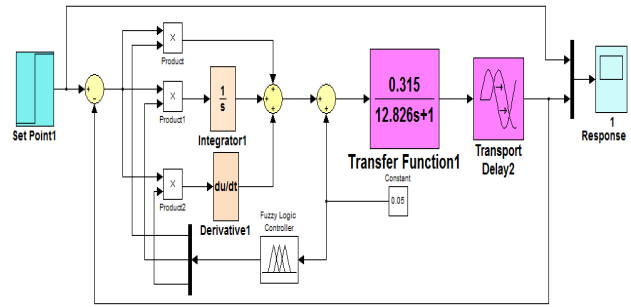 Set Point1
+
-
×
Product
×
Product1
1
s
Integrator1
×
Product2
du/dt
Derivative1
+
+
+
+
+
0.315
12.826s+1
Transfer Function1
Transport
Delay2
1
Response
Constant
0.05
Fuzzy Logic
Controller